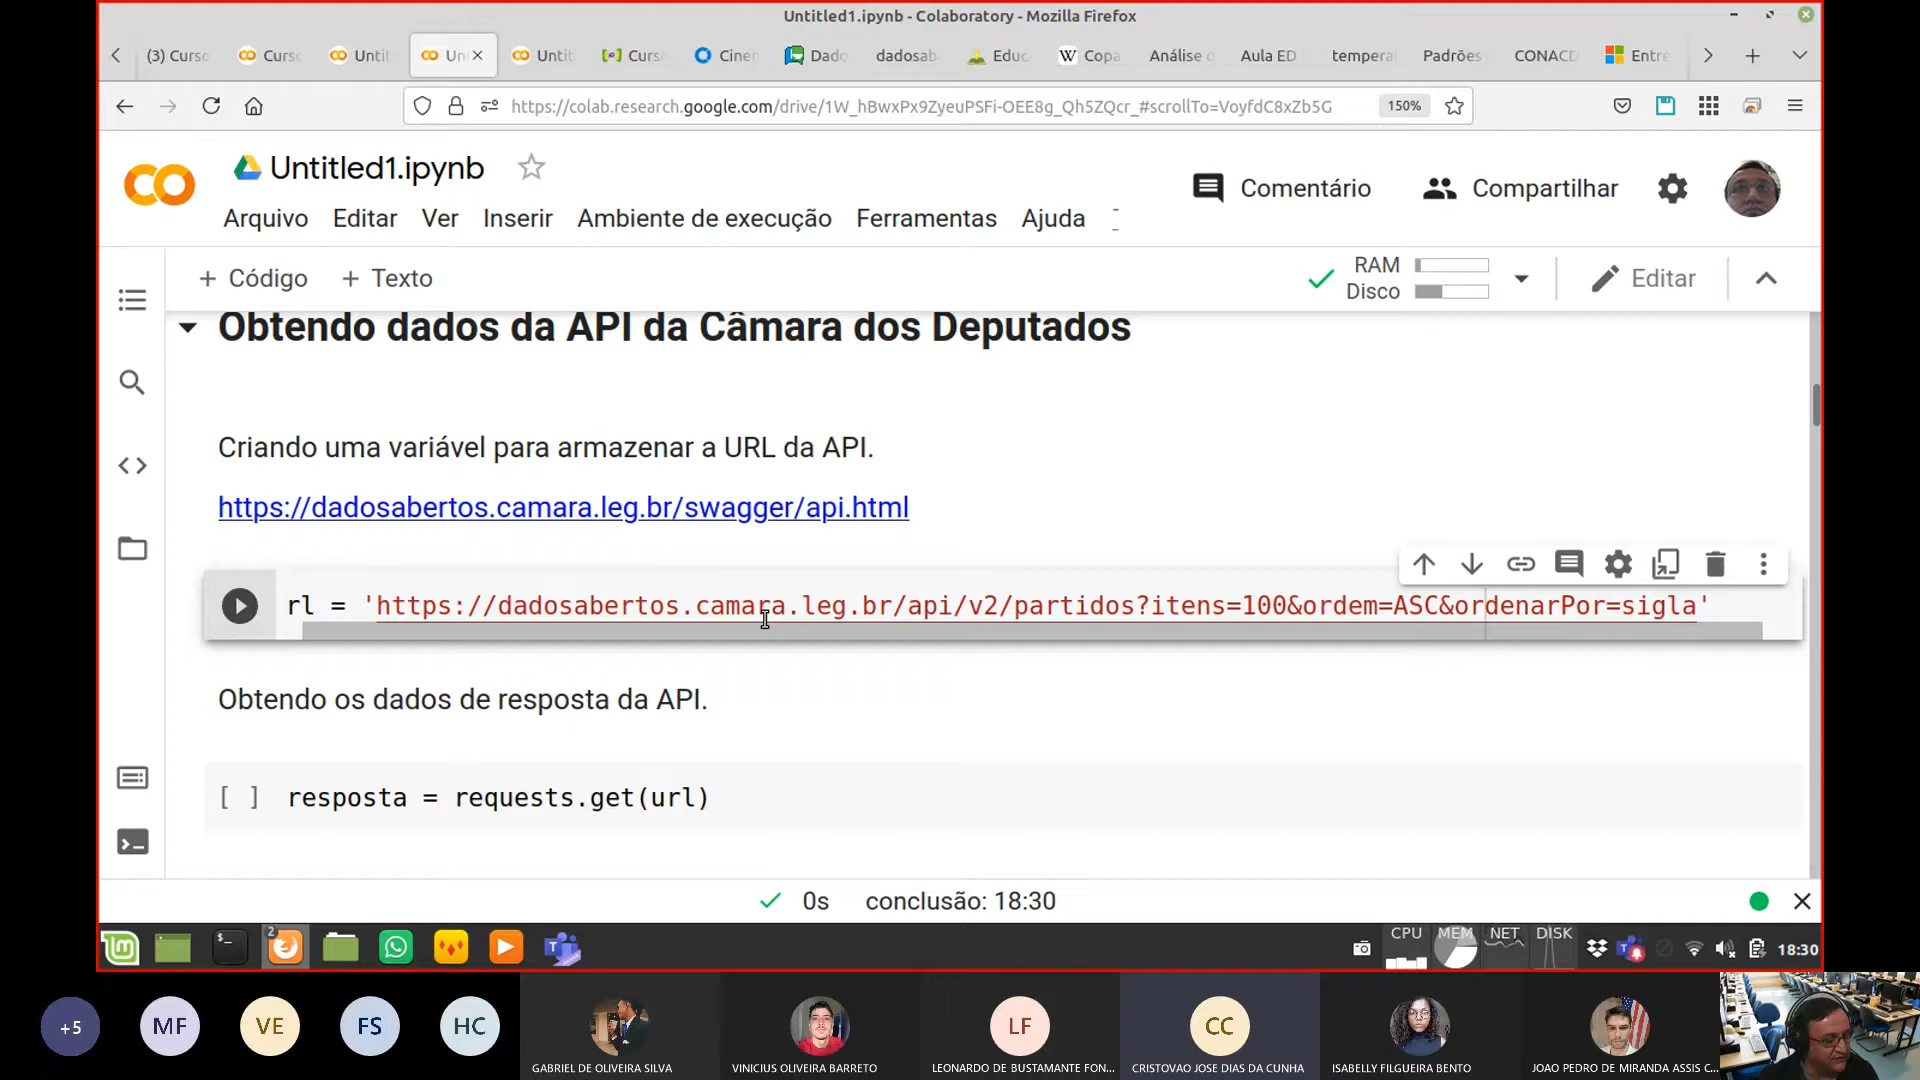 Untitled1.ipynb - Colaboratory - Mozilla Firefox
(3) Curso
Curso
Untit
Un
Untit
Curso
Cinem
Dado
dadosab
Educ
Copa
Análise
Aula ED
tempera
Padrões
CONACD
Entre
https://colab.research.google.com/drive/1W_hBwxPx9ZyeuPSFi-OEE8g_Qh5ZQcr_#scrollTo=VoyfdC8xZb5G
150%
Untitled1.ipynb
Comentário
Compartilhar
Arquivo Editar Ver Inserir Ambiente de execução Ferramentas Ajuda
+ Código + Texto
RAM
Disco
Editar
Obtendo dados da API da Câmara dos Deputados
Criando uma variável para armazenar a URL da API.
https://dadosabertos.camara.leg.br/swagger/api.html
rl = 'https://dadosabertos.camara.leg.br/api/v2/partidos?itens=100&ordem=ASC&ordenarPor=sigla'
Obtendo os dados de resposta da API.
[ ] resposta = requests.get(url)
0s conclusão: 18:30
2
CPU MEM NET DISK
18:30
+5
MF
VE
FS
HC
LF
CC
GABRIEL DE OLIVEIRA SILVA
VINICIUS OLIVEIRA BARRETO
LEONARDO DE BUSTAMANTE FON...
CRISTOVAO JOSE DIAS DA CUNHA
ISABELLY FILGUEIRA BENTO
JOAO PEDRO DE MIRANDA ASSIS C...